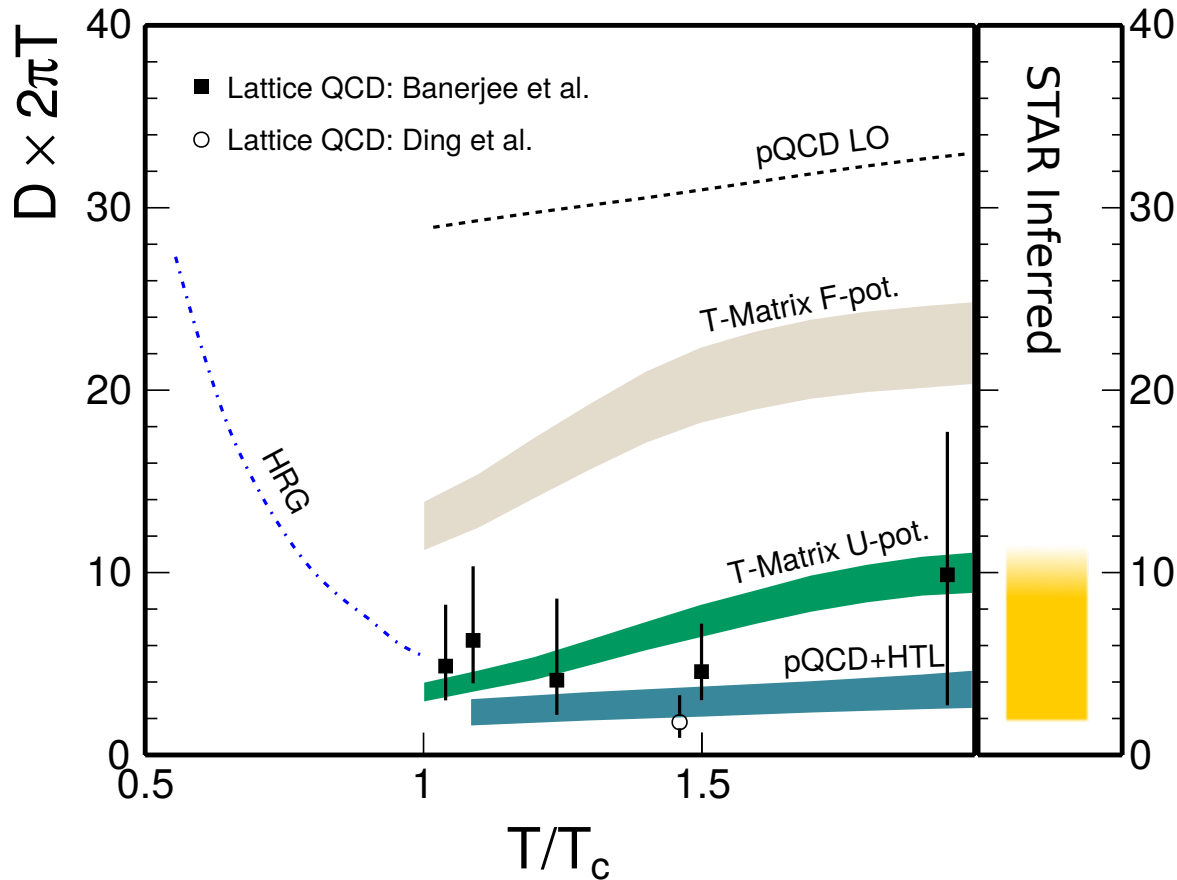 D × 2πT
40
30
20
10
0
Lattice QCD: Banerjee et al.
Lattice QCD: Ding et al.
pQCD LO
T-Matrix F-pot.
HRG
T-Matrix U-pot.
pQCD+HTL
0.5
1
1.5
T/Tc
STAR Inferred
40
30
20
10
0